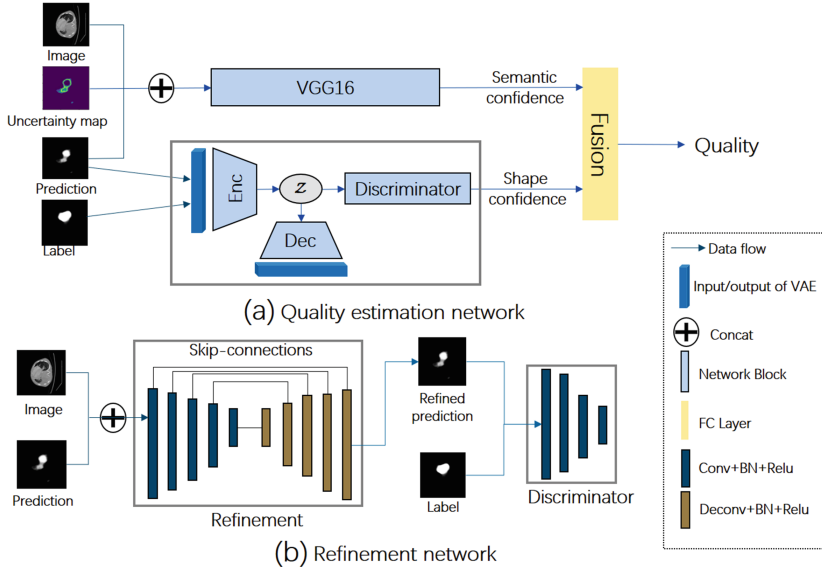 Image
Uncertainty map
Prediction
Label
VGG16
Semantic
confidence
Enc
z
Dec
Discriminator
Shape
confidence
Fusion
Quality
(a) Quality estimation network
Data flow
Input/output of VAE
Concat
Network Block
FC Layer
Conv+BN+Relu
Deconv+BN+Relu
Image
Prediction
Skip-connections
Refinement
Refined
prediction
Label
Discriminator
(b) Refinement network